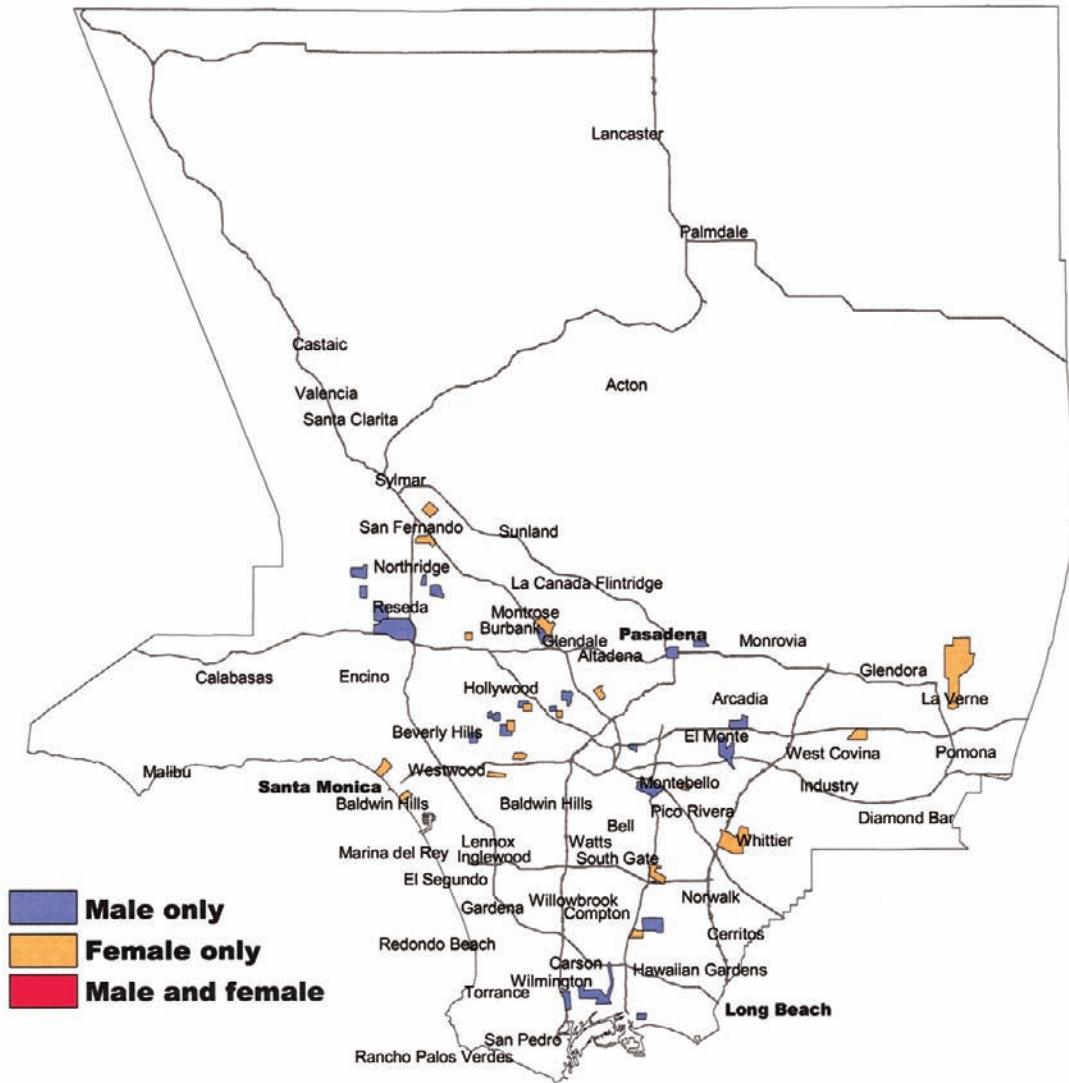 Lancaster
Palmdale
Castaic
Acton
Valencia
Santa Clarita
Sylmar
San Fernando
Sunland
Northridge
La Canada Flintridge
Reseda
Montrose
Burbank
Glendale
Pasadena
Monrovia
Altadena
Glendora
Calabasas
Encino
Hollywood
Arcadia
La Verne
Beverly Hills
El Monte
West Covina
Pomona
Malibu
Westwood
Santa Monica
Montebello
Industry
Baldwin Hills
Baldwin Hills
Pico Rivera
Diamond Bar
Bell
Marina del Rey
Lennox
Watts
Whittier
Inglewood
South Gate
El Segundo
Gardena
Willowbrook
Norwalk
Compton
Redondo Beach
Cerritos
Carson
Hawaiian Gardens
Wilmington
Torrance
Long Beach
San Pedro
Rancho Palos Verdes
Male only
Female only
Male and female